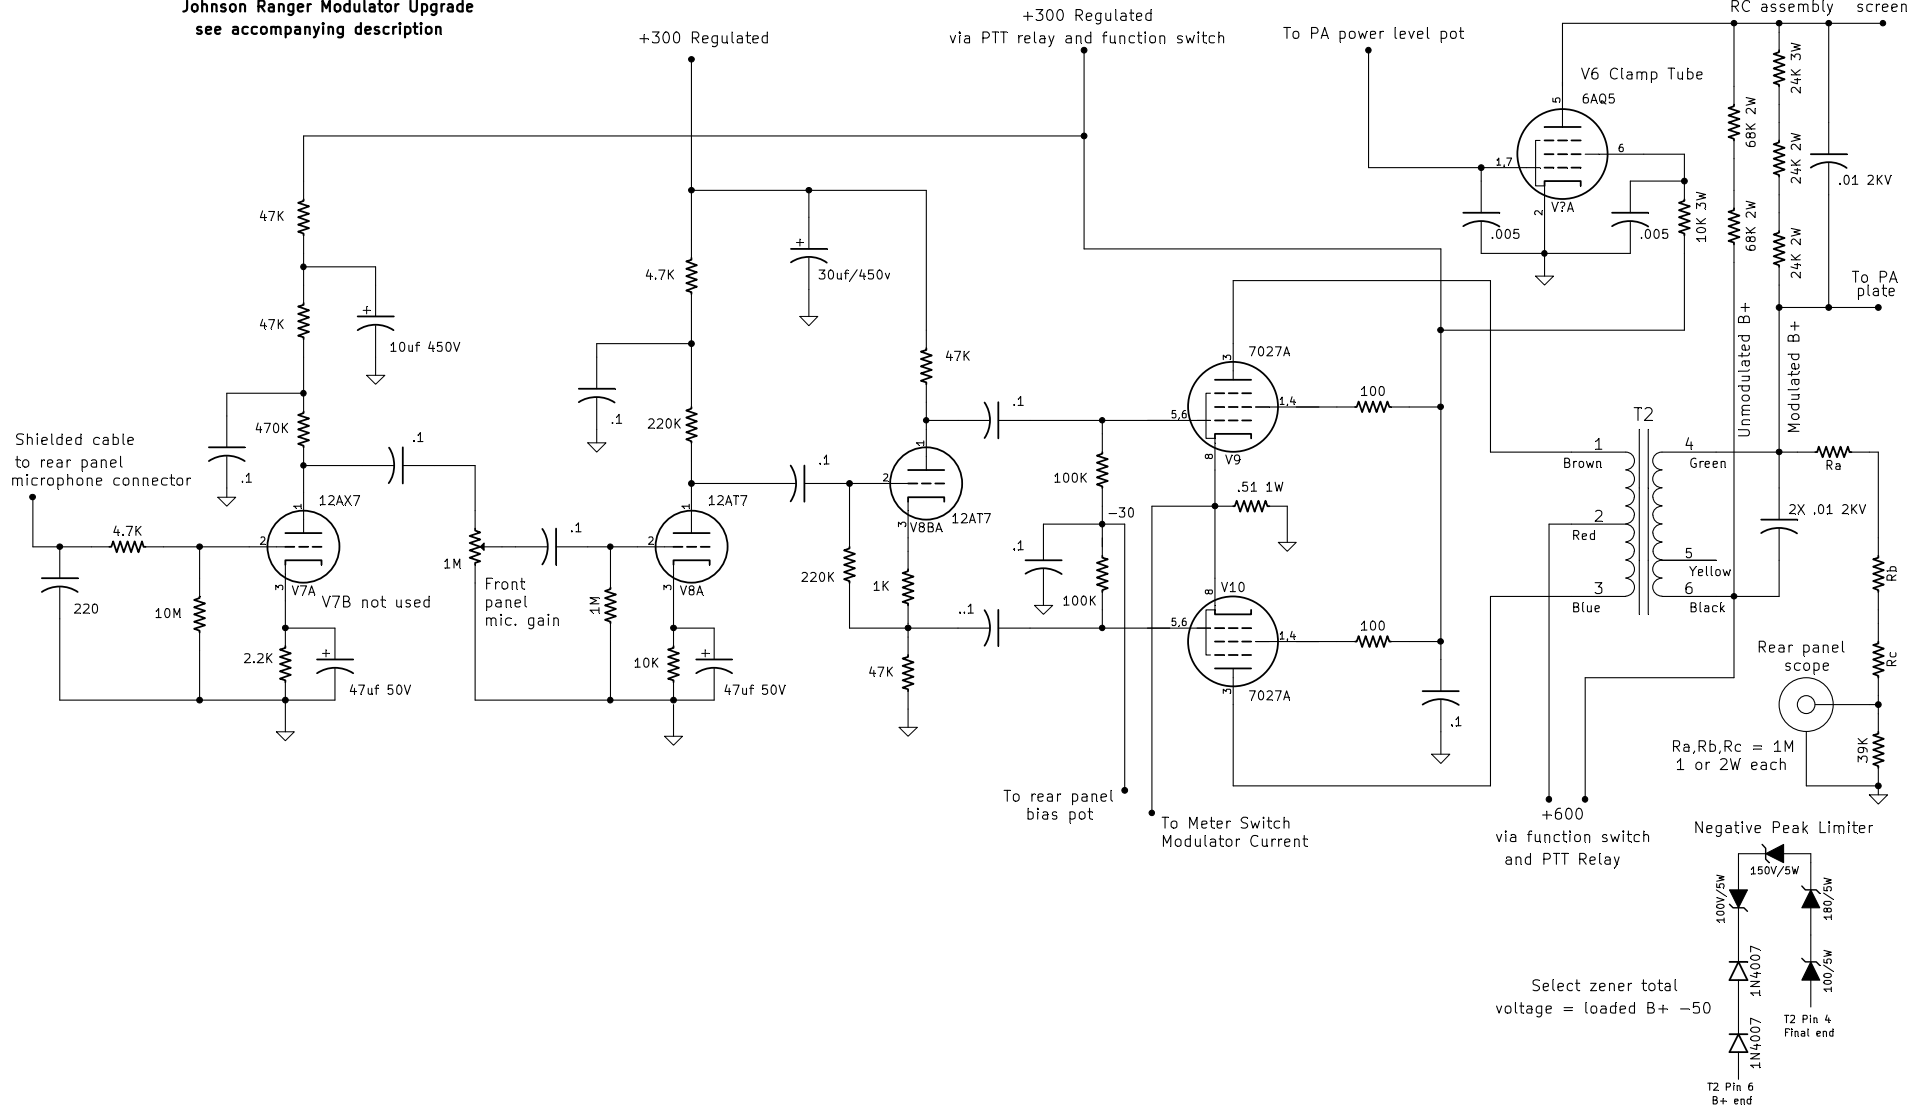 Johnson Ranger Modulator Upgrade
see accompanying description
+300 Regulated
+300 Regulated
via PTT relay and function switch
To PA power level pot
RC assembly
screen
V6 Clamp Tube
6AQ5
5
6
1,7
2
V?A
.005
.005
10K 3W
68K 2W
68K 2W
24K 3W
24K 2W
24K 2W
.01 2KV
To PA
plate
Unmodulated B+
Modulated B+
47K
47K
10uf 450V
+
470K
.1
.1
Shielded cable
to rear panel
microphone connector
4.7K
220
10M
12AX7
1
2
3
V7A
V7B not used
2.2K
+
47uf 50V
1M
Front
panel
mic. gain
.1
1M
4.7K
.1
220K
12AT7
1
2
3
V8A
10K
+
47uf 50V
+
30uf/450v
.1
220K
47K
1
2
3
V8BA
12AT7
1K
47K
.1
..1
100K
-30
.1
100K
To rear panel
bias pot
To Meter Switch
Modulator Current
7027A
3
5,6
1,4
8
V9
.51 1W
100
V10
8
5,6
1,4
3
7027A
100
.1
T2
1
Brown
2
Red
3
Blue
4
Green
5
Yellow
6
Black
Ra
2X .01 2KV
Rb
Rc
Rear panel
scope
39K
Ra,Rb,Rc = 1M
1 or 2W each
+600
via function switch
and PTT Relay
Negative Peak Limiter
150V/5W
100V/5W
180/5W
1N4007
100/5W
1N4007
Select zener total
voltage = loaded B+ -50
T2 Pin 4
Final end
T2 Pin 6
B+ end